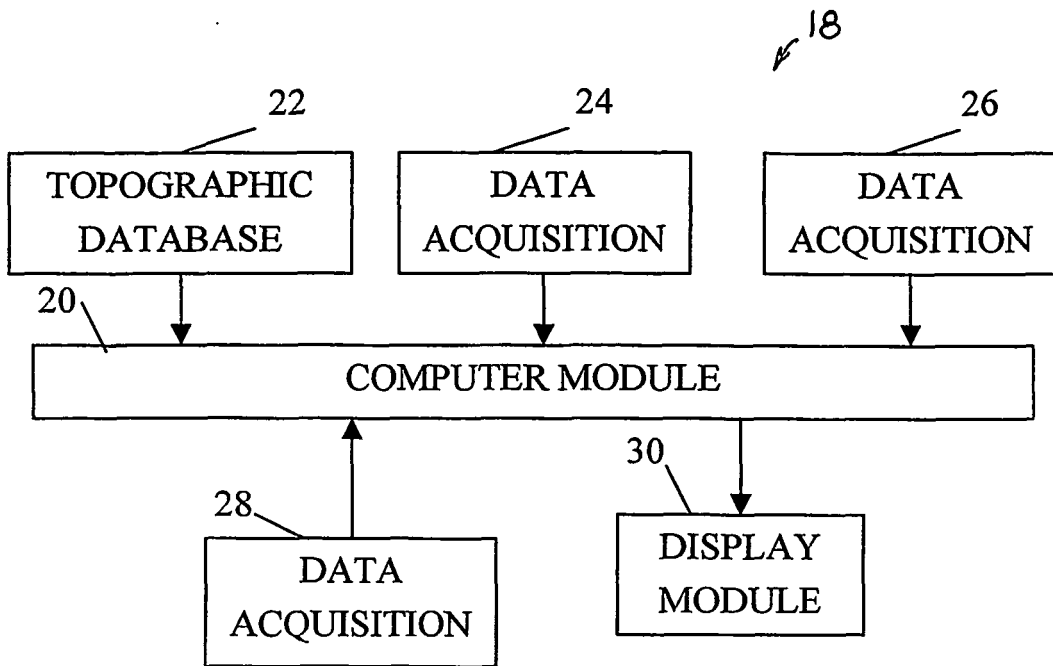 18
22
24
26
TOPOGRAPHIC
DATABASE
DATA
ACQUISITION
DATA
ACQUISITION
20
COMPUTER MODULE
28
30
DATA
ACQUISITION
DISPLAY
MODULE